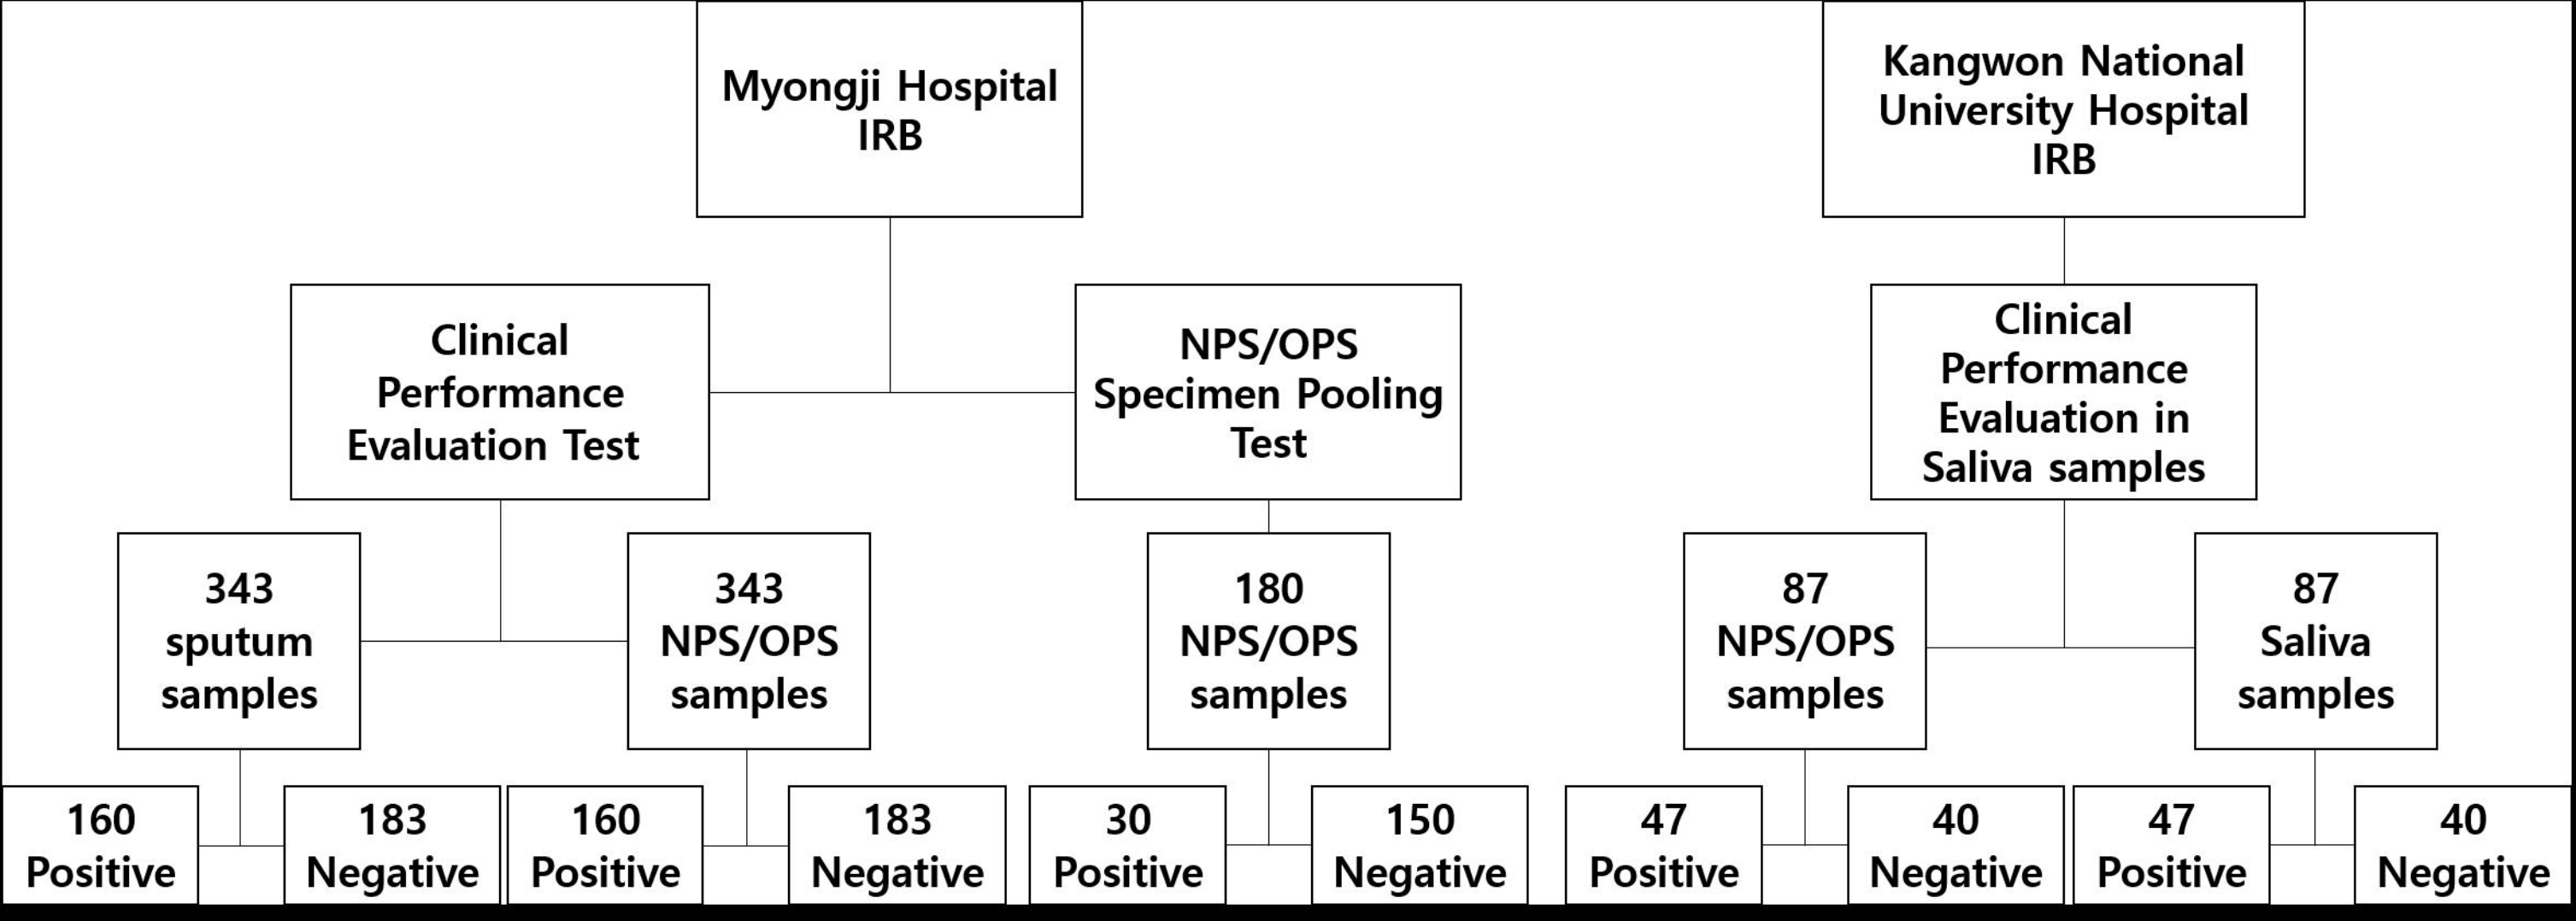 Myongji Hospital
IRB
Kangwon National
University Hospital
IRB
Clinical
Performance
Evaluation Test
NPS/OPS
Specimen Pooling
Test
Clinical
Performance
Evaluation in
Saliva samples
343
sputum
samples
343
NPS/OPS
samples
180
NPS/OPS
samples
87
NPS/OPS
samples
87
Saliva
samples
160
Positive
183
Negative
160
Positive
183
Negative
30
Positive
150
Negative
47
Positive
40
Negative
47
Positive
40
Negative